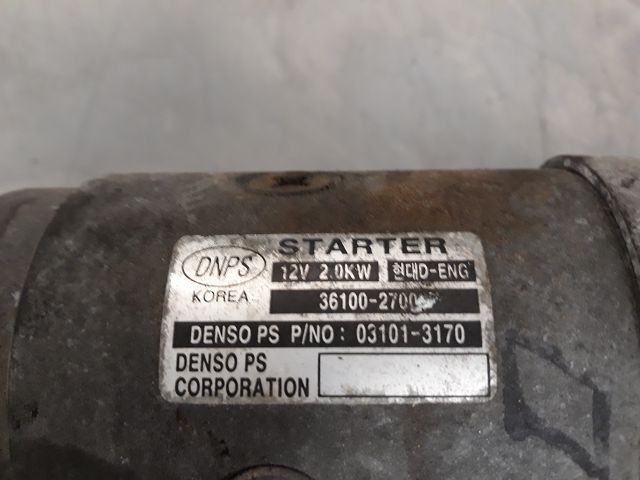 STARTER
DNPS
12V 2.0KW 현대D-ENG
KOREA
DENSO PS P/NO : 03101-3170
DENSO PS
CORPORATION